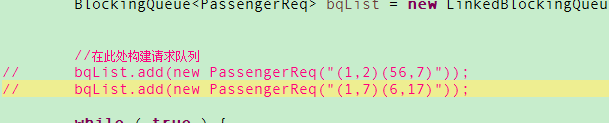 BlockingQueue<PassengerReq> bqList = new LinkedBlockingQueu
//在此处构建请求队列
// bqList.add(new PassengerReq("(1,2)(56,7)"));
// bqList.add(new PassengerReq("(1,7)(6,17)"));
while ( true ) {